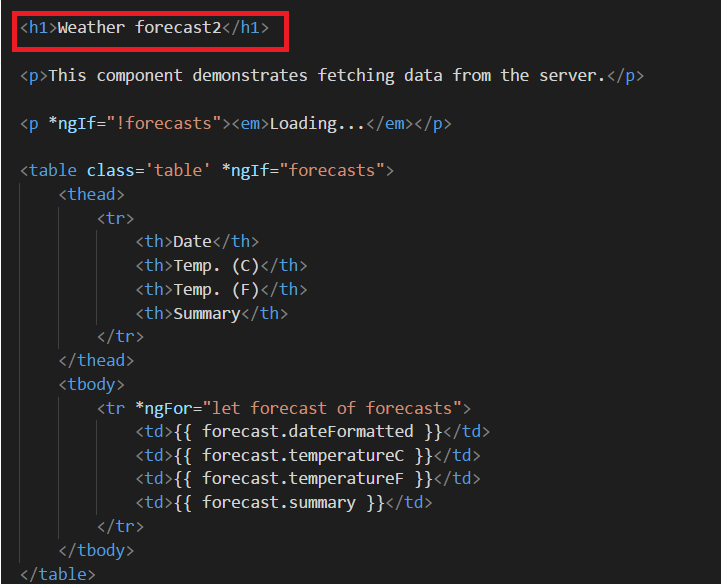 <h1>Weather forecast2</h1>
<p>This component demonstrates fetching data from the server.</p>
<p *ngIf="!forecasts"><em>Loading...</em></p>
<table class='table' *ngIf="forecasts">
    <thead>
        <tr>
            <th>Date</th>
            <th>Temp. (C)</th>
            <th>Temp. (F)</th>
            <th>Summary</th>
        </tr>
    </thead>
    <tbody>
        <tr *ngFor="let forecast of forecasts">
            <td>{{ forecast.dateFormatted }}</td>
            <td>{{ forecast.temperatureC }}</td>
            <td>{{ forecast.temperatureF }}</td>
            <td>{{ forecast.summary }}</td>
        </tr>
    </tbody>
</table>